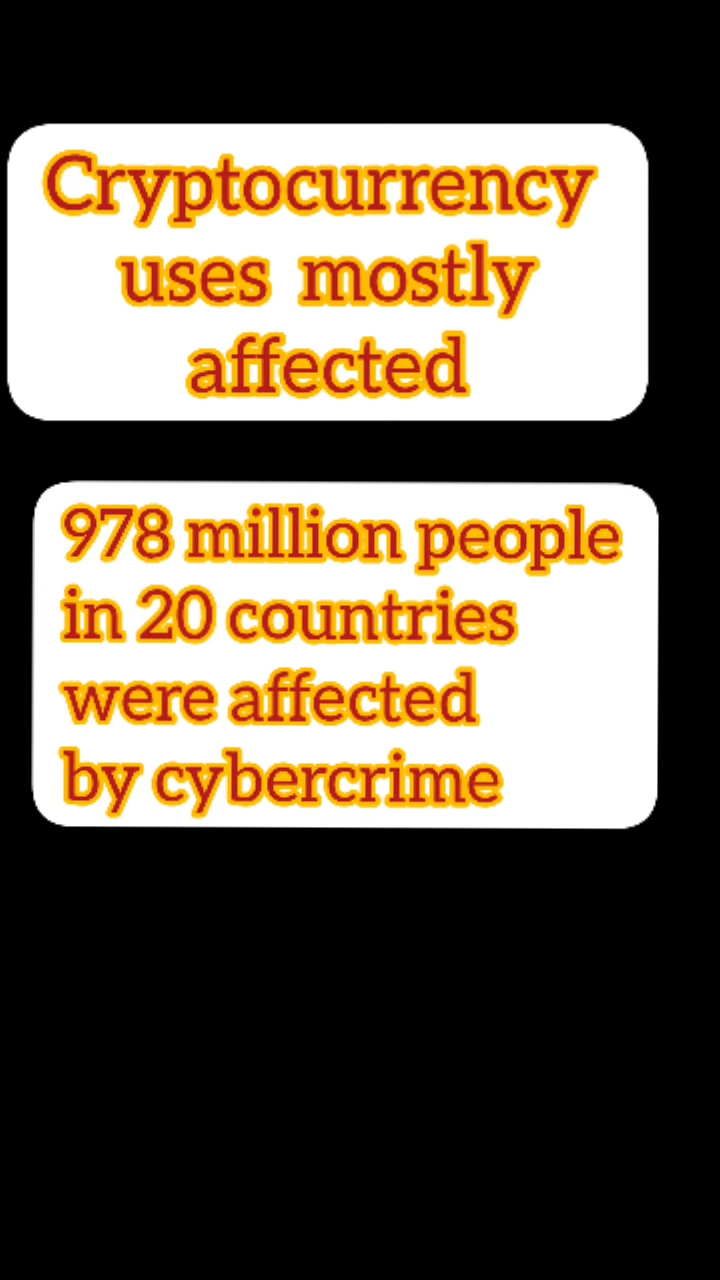 Cryptocurrency
uses mostly
affected
978 million people
in 20 countries
were affected
by cybercrime